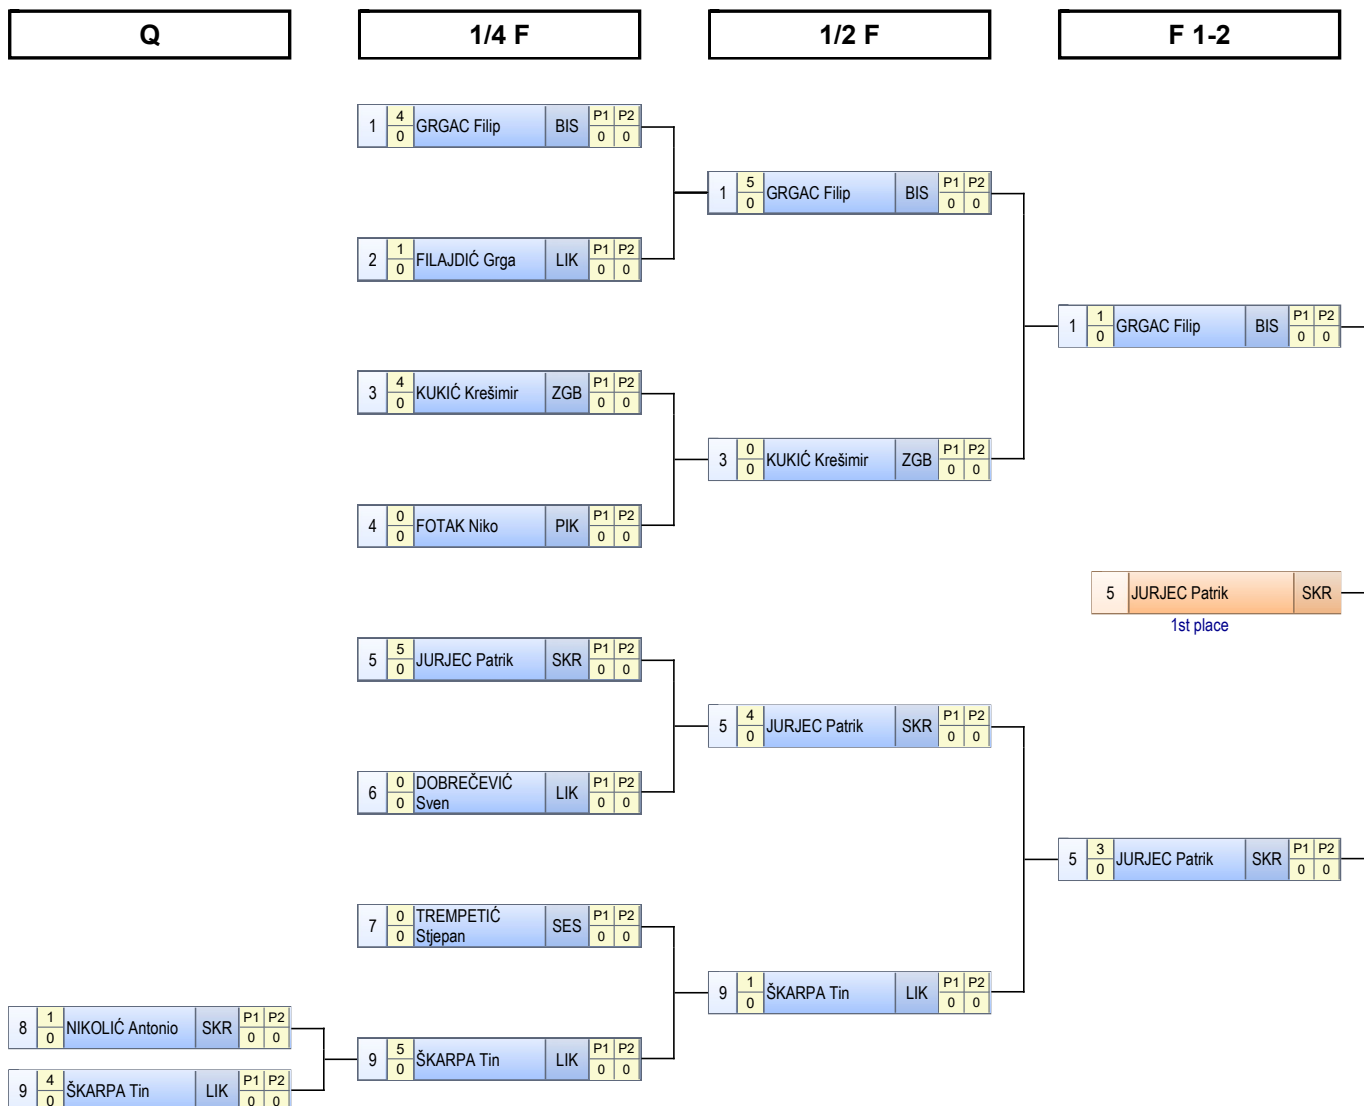 Q 1/4 F 1/2 F F 1-2
1 4 0 GRGAC Filip BIS P1 P2 0 0
1 5 0 GRGAC Filip BIS P1 P2 0 0
2 1 0 FILAJDIĆ Grga LIK P1 P2 0 0
1 1 0 GRGAC Filip BIS P1 P2 0 0
3 4 0 KUKIĆ Krešimir ZGB P1 P2 0 0
3 0 0 KUKIĆ Krešimir ZGB P1 P2 0 0
4 0 0 FOTAK Niko PIK P1 P2 0 0
5 JURJEC Patrik SKR
1st place
5 5 0 JURJEC Patrik SKR P1 P2 0 0
5 4 0 JURJEC Patrik SKR P1 P2 0 0
6 0 0 DOBREČEVIĆ
Sven LIK P1 P2 0 0
5 3 0 JURJEC Patrik SKR P1 P2 0 0
7 0 0 TREMPETIĆ
Stjepan SES P1 P2 0 0
9 1 0 ŠKARPA Tin LIK P1 P2 0 0
8 1 0 NIKOLIĆ Antonio SKR P1 P2 0 0
9 5 0 ŠKARPA Tin LIK P1 P2 0 0
9 4 0 ŠKARPA Tin LIK P1 P2 0 0